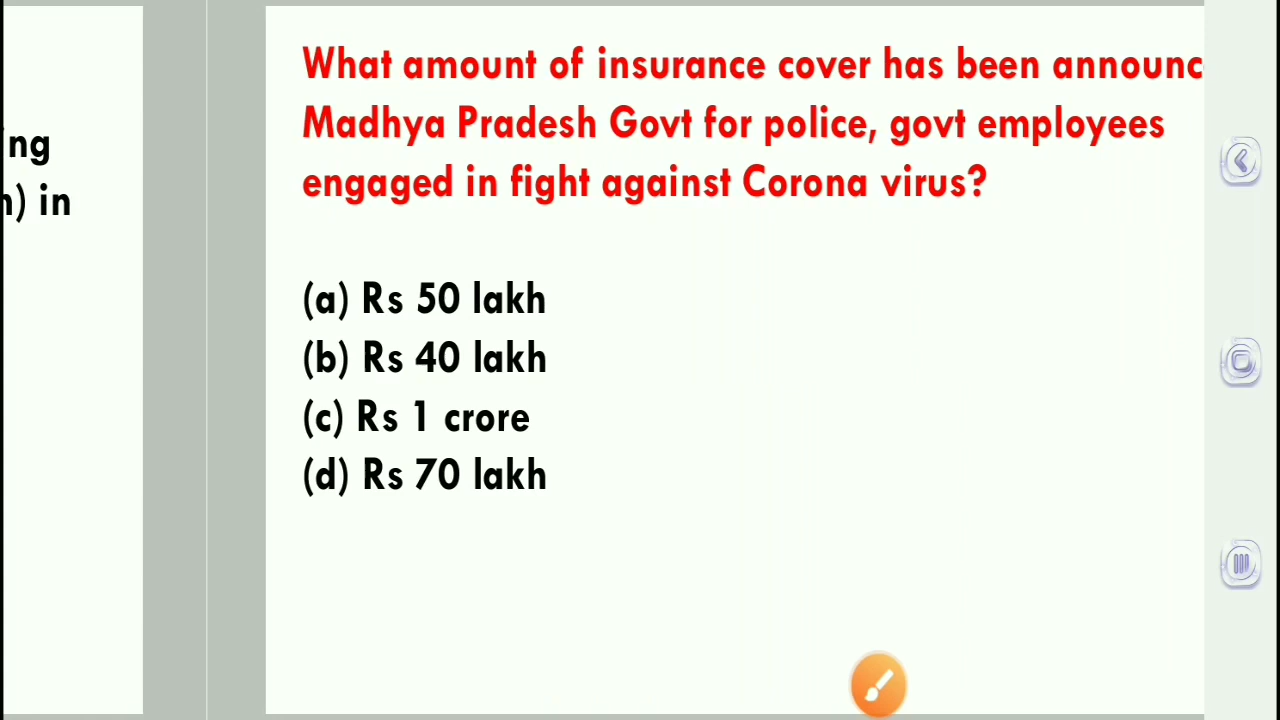 ing
) in
What amount of insurance cover has been announc
Madhya Pradesh Govt for police, govt employees
engaged in fight against Corona virus?
(a) Rs 50 lakh
(b) Rs 40 lakh
(c) Rs 1 crore
(d) Rs 70 lakh